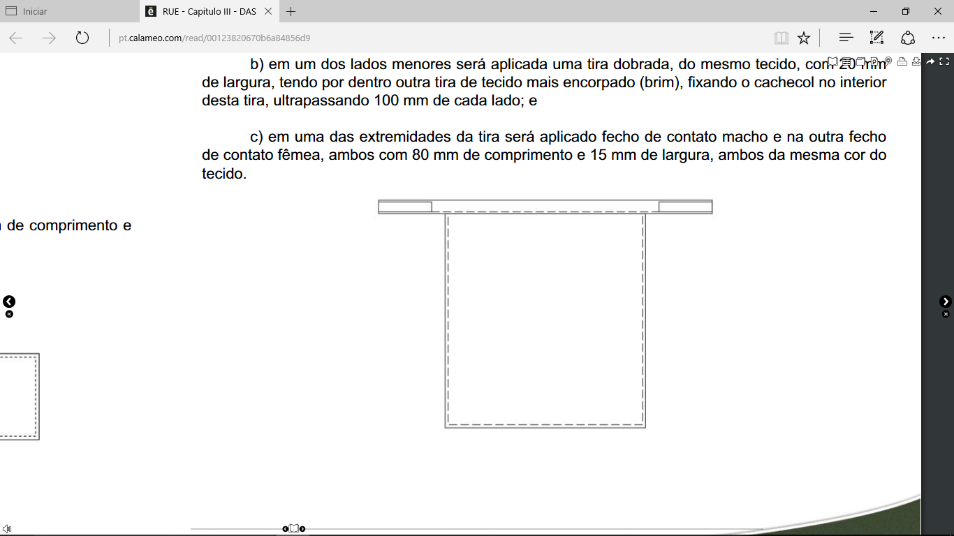 Iniciar
RUE - Capitulo III - DAS
pt.calameo.com/read/00123820670b6a84856d9
b) em um dos lados menores será aplicada uma tira dobrada, do mesmo tecido, com 20 mm
de largura, tendo por dentro outra tira de tecido mais encorpado (brim), fixando o cachecol no interior
desta tira, ultrapassando 100 mm de cada lado; e
c) em uma das extremidades da tira será aplicado fecho de contato macho e na outra fecho
de contato fêmea, ambos com 80 mm de comprimento e 15 mm de largura, ambos da mesma cor do
tecido.
de comprimento e